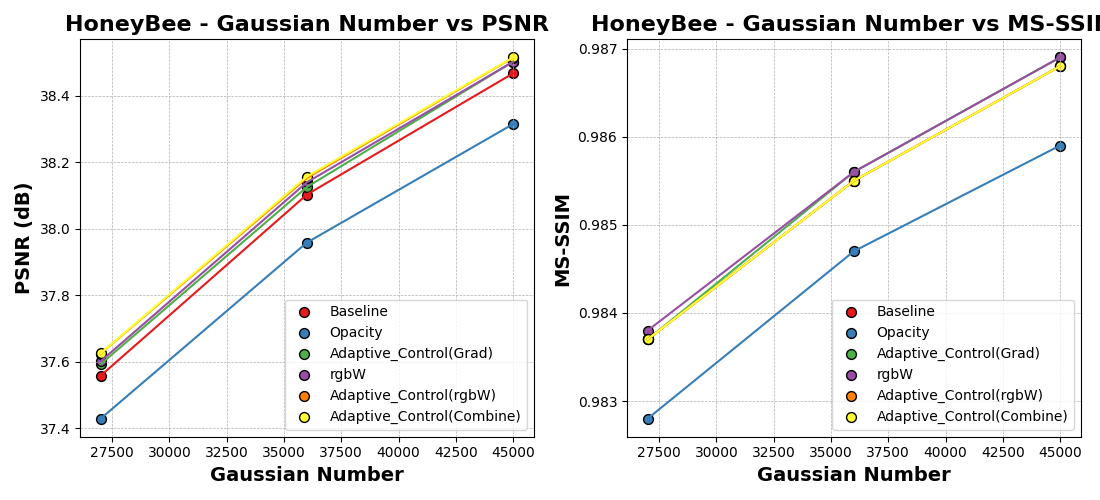 HoneyBee - Gaussian Number vs PSNR
38.4
38.2
38.0
37.8
37.6
37.4
PSNR (dB)
27500 30000 32500 35000 37500 40000 42500 45000
Gaussian Number
Baseline
Opacity
Adaptive_Control(Grad)
rgbW
Adaptive_Control(rgbW)
Adaptive_Control(Combine)
HoneyBee - Gaussian Number vs MS-SSII
0.987
0.986
0.985
0.984
0.983
MS-SSIM
27500 30000 32500 35000 37500 40000 42500 45000
Gaussian Number
Baseline
Opacity
Adaptive_Control(Grad)
rgbW
Adaptive_Control(rgbW)
Adaptive_Control(Combine)